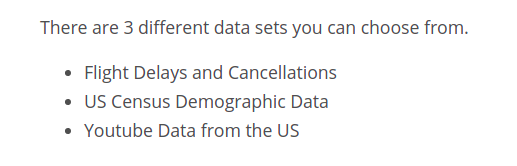 There are 3 different data sets you can choose from.
• Flight Delays and Cancellations
• US Census Demographic Data
• Youtube Data from the US